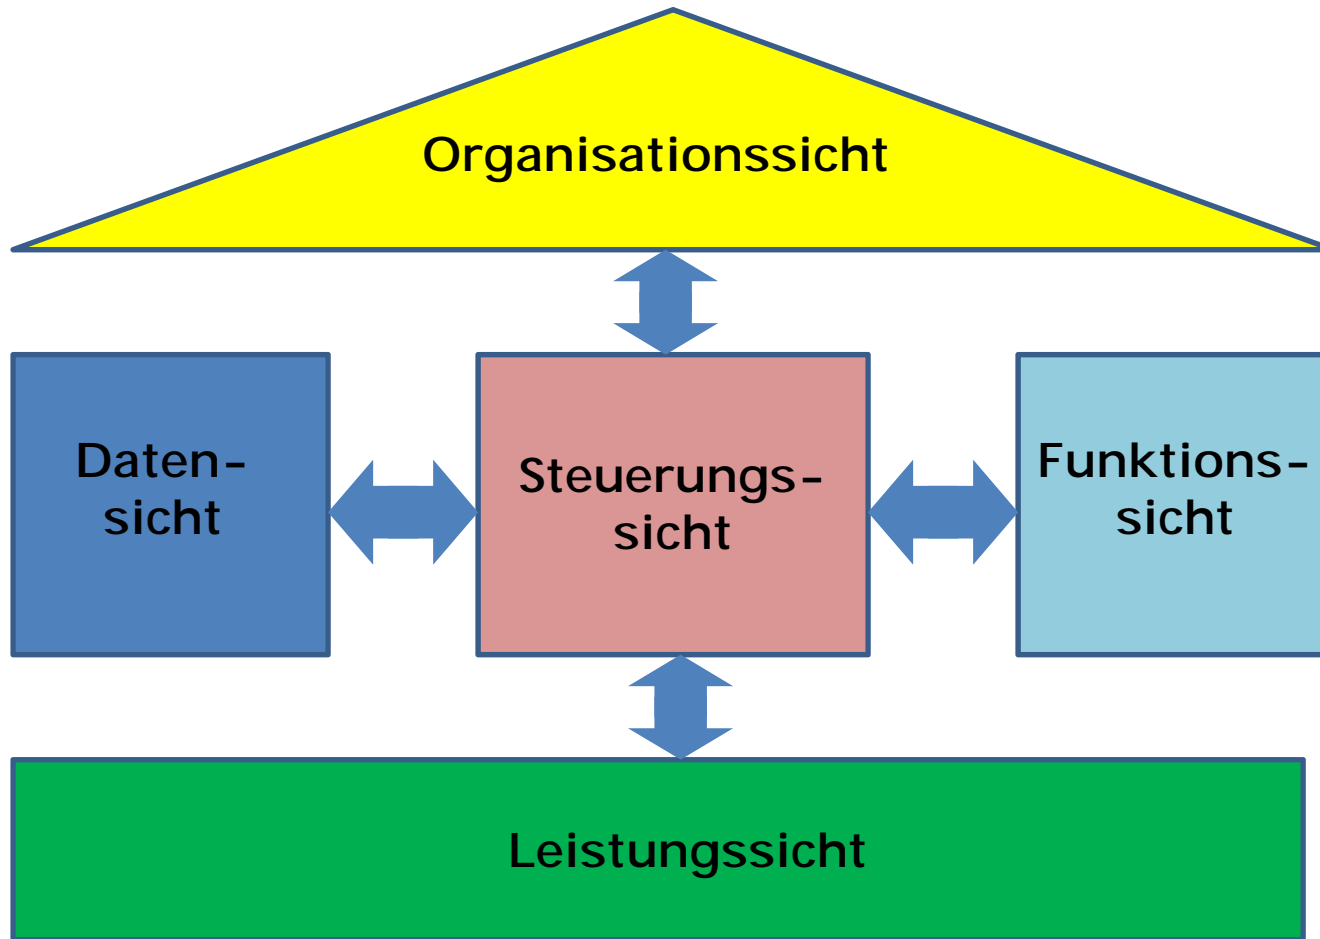 Organisationssicht
Daten-
sicht
Steuerungs-
sicht
Funktions-
sicht
Leistungssicht